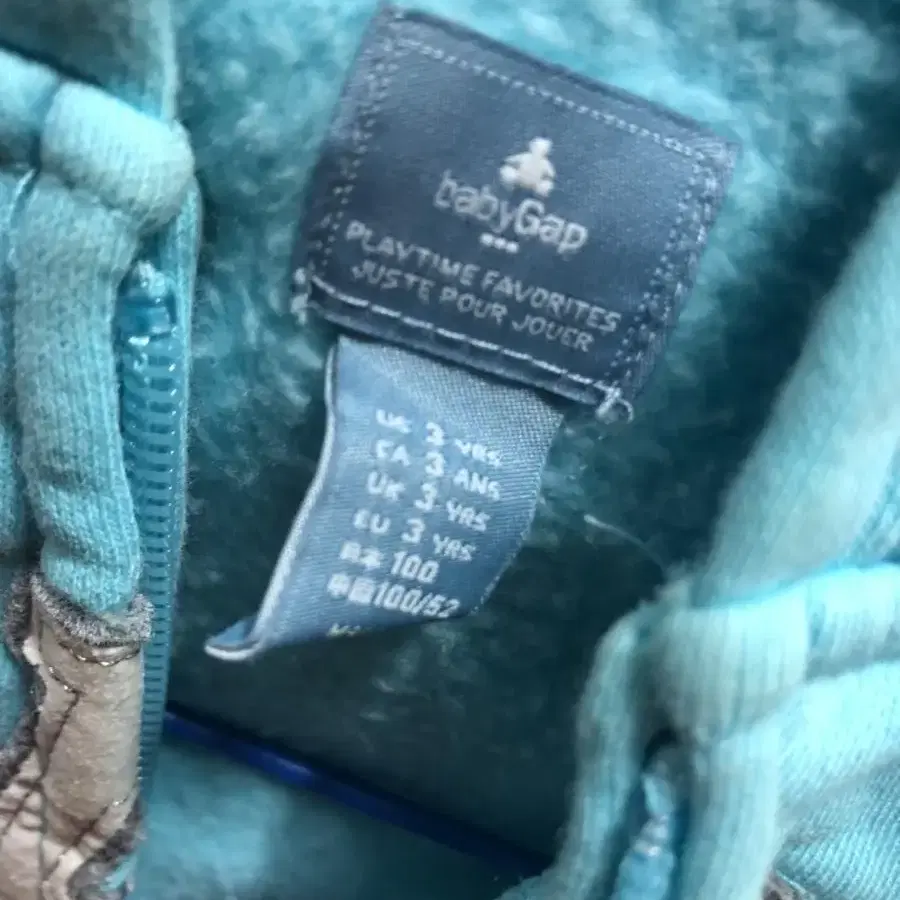 babyGap
PLAYTIME FAVORITES
JUSTE POUR JOUER
US 3 YRS
CA 3 ANS
UK 3 YRS
EU 3 YRS
日本 100
中国 100/52